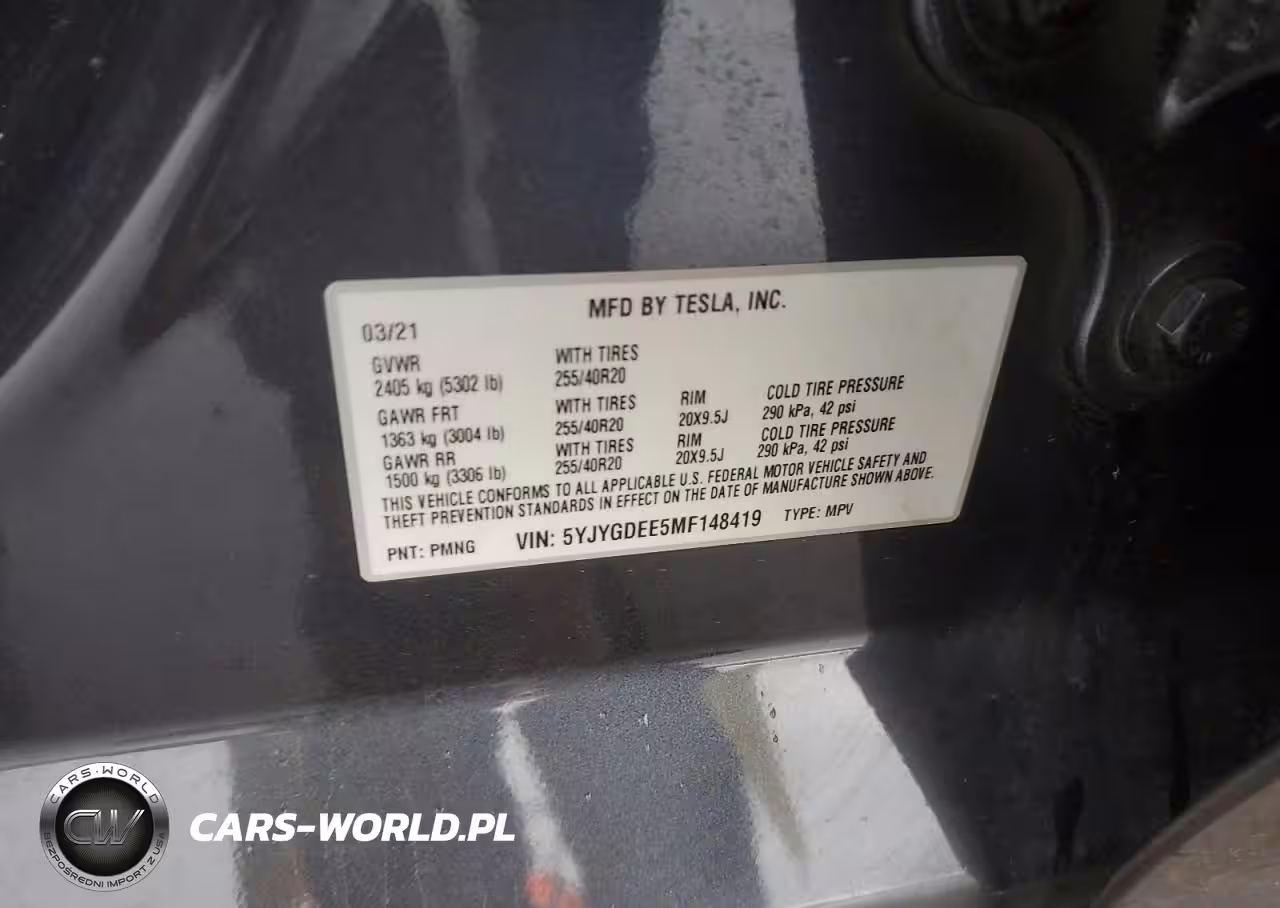 MFD BY TESLA, INC.
03/21
GVWR WITH TIRES
2405 kg (5302 lb) 255/40R20
GAWR FRT WITH TIRES RIM COLD TIRE PRESSURE
1363 kg (3004 lb) 255/40R20 20X9.5J 290 kPa, 42 psi
GAWR RR WITH TIRES RIM COLD TIRE PRESSURE
1500 kg (3306 lb) 255/40R20 20X9.5J 290 kPa, 42 psi
THIS VEHICLE CONFORMS TO ALL APPLICABLE U.S. FEDERAL MOTOR VEHICLE SAFETY AND
THEFT PREVENTION STANDARDS IN EFFECT ON THE DATE OF MANUFACTURE SHOWN ABOVE.
PNT: PMNG VIN: 5YJYGDEE5MF148419 TYPE: MPV
CARS-WORLD
CW
BEZPOŚREDNI IMPORT Z USA
CARS-WORLD.PL